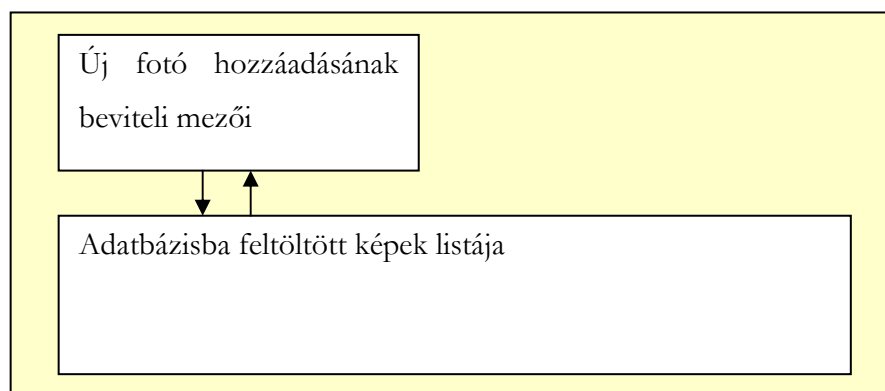 Új fotó hozzáadásának
beviteli mezői
Adatbázisba feltöltött képek listája